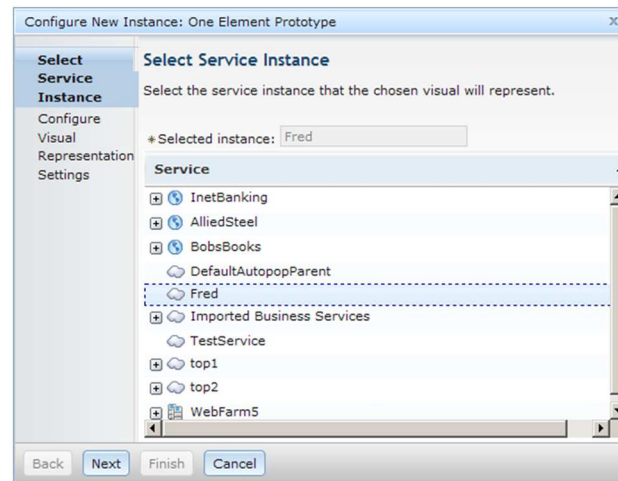 Configure New Instance: One Element Prototype
x
Select
Service
Instance
Configure
Visual
Representation
Settings
Select Service Instance
Select the service instance that the chosen visual will represent.
*Selected instance: Fred
Service
InetBanking
AlliedSteel
BobsBooks
DefaultAutopopParent
Fred
Imported Business Services
TestService
top1
top2
WebFarm5
Back Next Finish Cancel